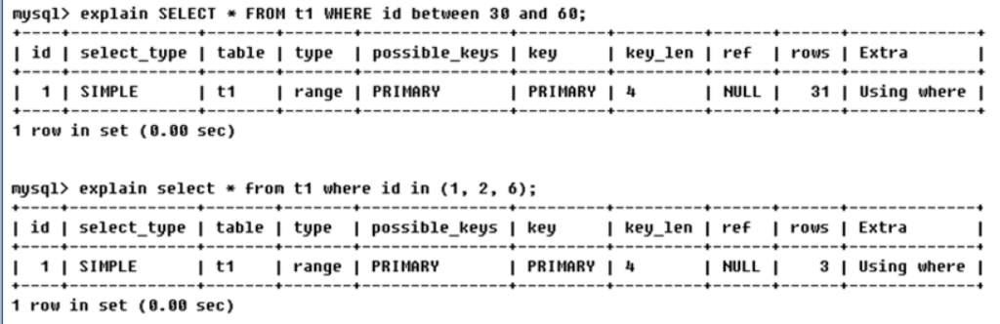 mysql> explain SELECT * FROM t1 WHERE id between 30 and 60;
+----+-------------+-------+-------+---------------+---------+---------+------+------+-------------+
| id | select_type | table | type | possible_keys | key | key_len | ref | rows | Extra |
+----+-------------+-------+-------+---------------+---------+---------+------+------+-------------+
| 1 | SIMPLE | t1 | range | PRIMARY | PRIMARY | 4 | NULL | 31 | Using where |
+----+-------------+-------+-------+---------------+---------+---------+------+------+-------------+
1 row in set (0.00 sec)
mysql> explain select * from t1 where id in (1, 2, 6);
+----+-------------+-------+-------+---------------+---------+---------+------+------+-------------+
| id | select_type | table | type | possible_keys | key | key_len | ref | rows | Extra |
+----+-------------+-------+-------+---------------+---------+---------+------+------+-------------+
| 1 | SIMPLE | t1 | range | PRIMARY | PRIMARY | 4 | NULL | 3 | Using where |
+----+-------------+-------+-------+---------------+---------+---------+------+------+-------------+
1 row in set (0.00 sec)